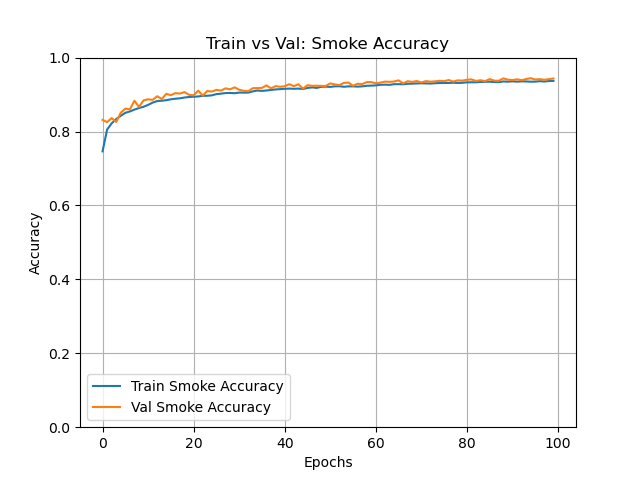 Train vs Val: Smoke Accuracy
1.0
0.8
0.6
0.4
0.2
0.0
Accuracy
Train Smoke Accuracy
Val Smoke Accuracy
0 20 40 60 80 100
Epochs